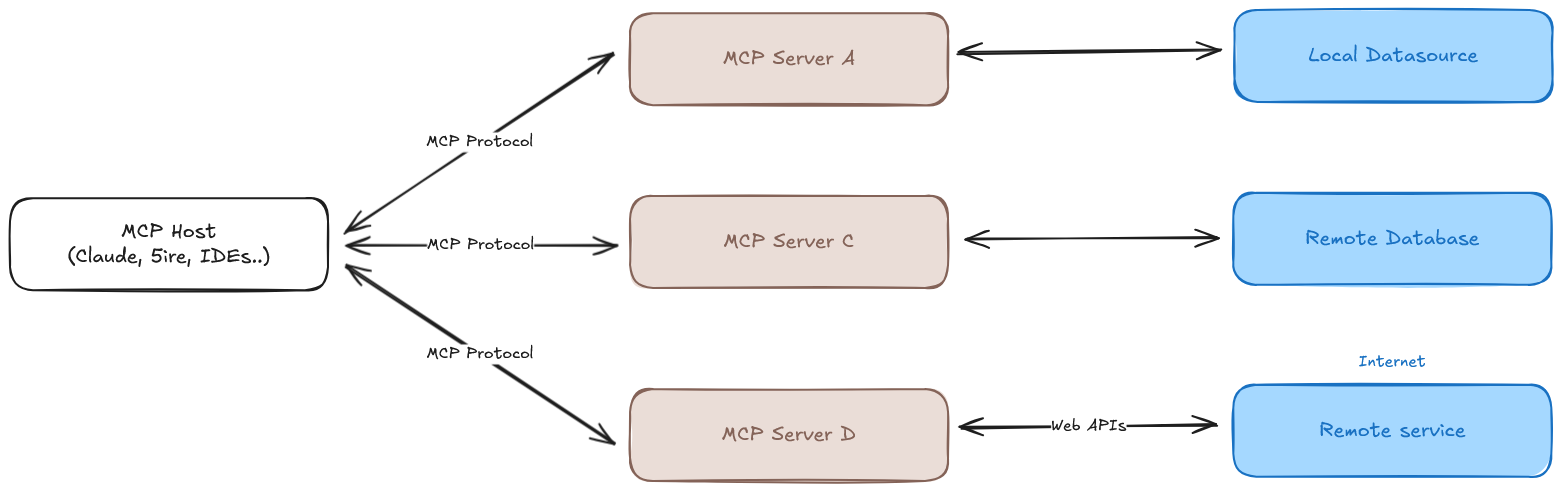 MCP Server A
Local Datasource
MCP Protocol
MCP Host
(Claude, 5ire, IDEs..)
MCP Protocol
MCP Server C
Remote Database
MCP Protocol
Internet
MCP Server D
Web APIs
Remote service